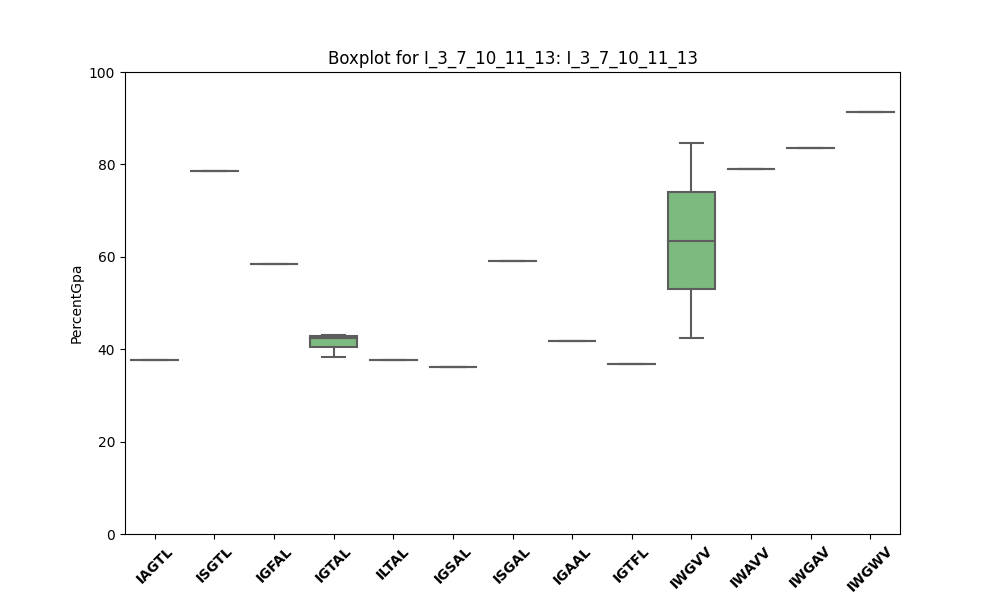 Boxplot for I_3_7_10_11_13: I_3_7_10_11_13
100
80
60
40
20
0
PercentGpa
IAGTL
ISGTL
IGFAL
IGTAL
ILTAL
IGSAL
ISGAL
IGAAL
IGTFL
IWGVV
IWAVV
IWGAV
IWGWV